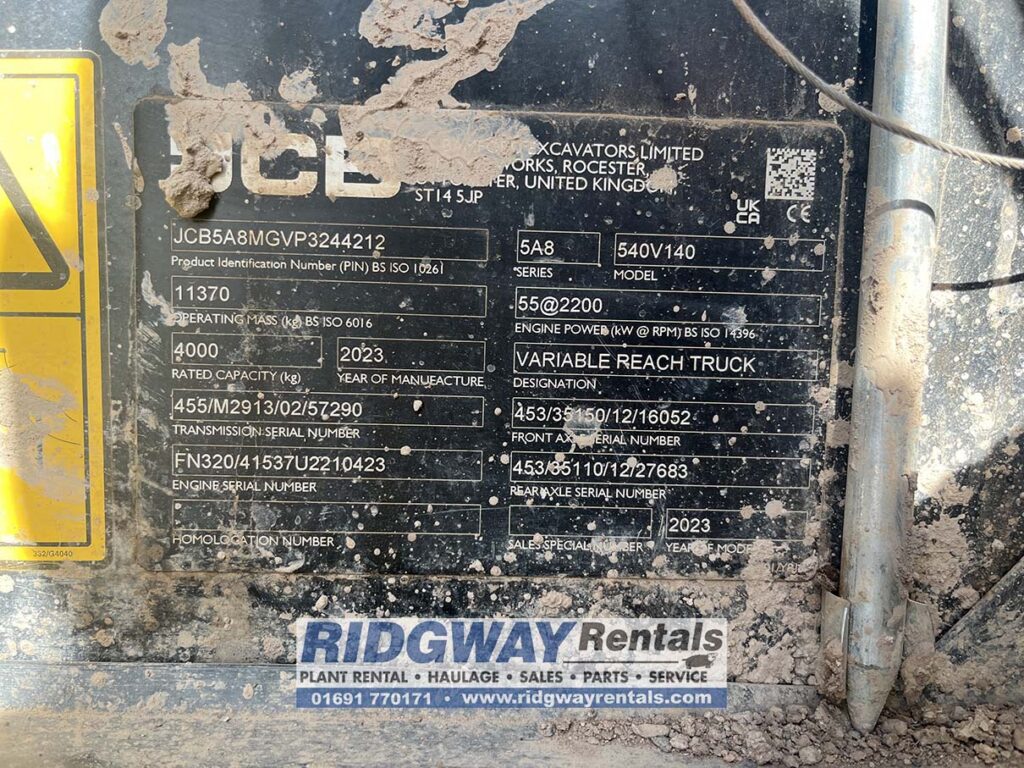 JCB
EXCAVATORS LIMITED
WORKS, ROCESTER,
UNITED KINGDOM
ST14 5JP
UK
CA CE
JCB5A8MGVP3244212
Product Identification Number (PIN) BS ISO 10261
5A8
SERIES
540V140
MODEL
11370
OPERATING MASS (kg) BS ISO 6016
55@2200
ENGINE POWER (kW @ RPM) BS ISO 14396
4000
RATED CAPACITY (kg)
2023
YEAR OF MANUFACTURE
VARIABLE REACH TRUCK
DESIGNATION
455/M2913/02/57290
TRANSMISSION SERIAL NUMBER
453/35150/12/16052
FRONT AXLE SERIAL NUMBER
FN320/41537U2210423
ENGINE SERIAL NUMBER
453/35110/12/27683
REAR AXLE SERIAL NUMBER
HOMOLOGATION NUMBER
SALES SPECIAL NUMBER
2023
YEAR OF MODEL
332/G4040
RIDGWAY Rentals
PLANT RENTAL • HAULAGE • SALES • PARTS • SERVICE
01691 770171 • www.ridgwayrentals.com